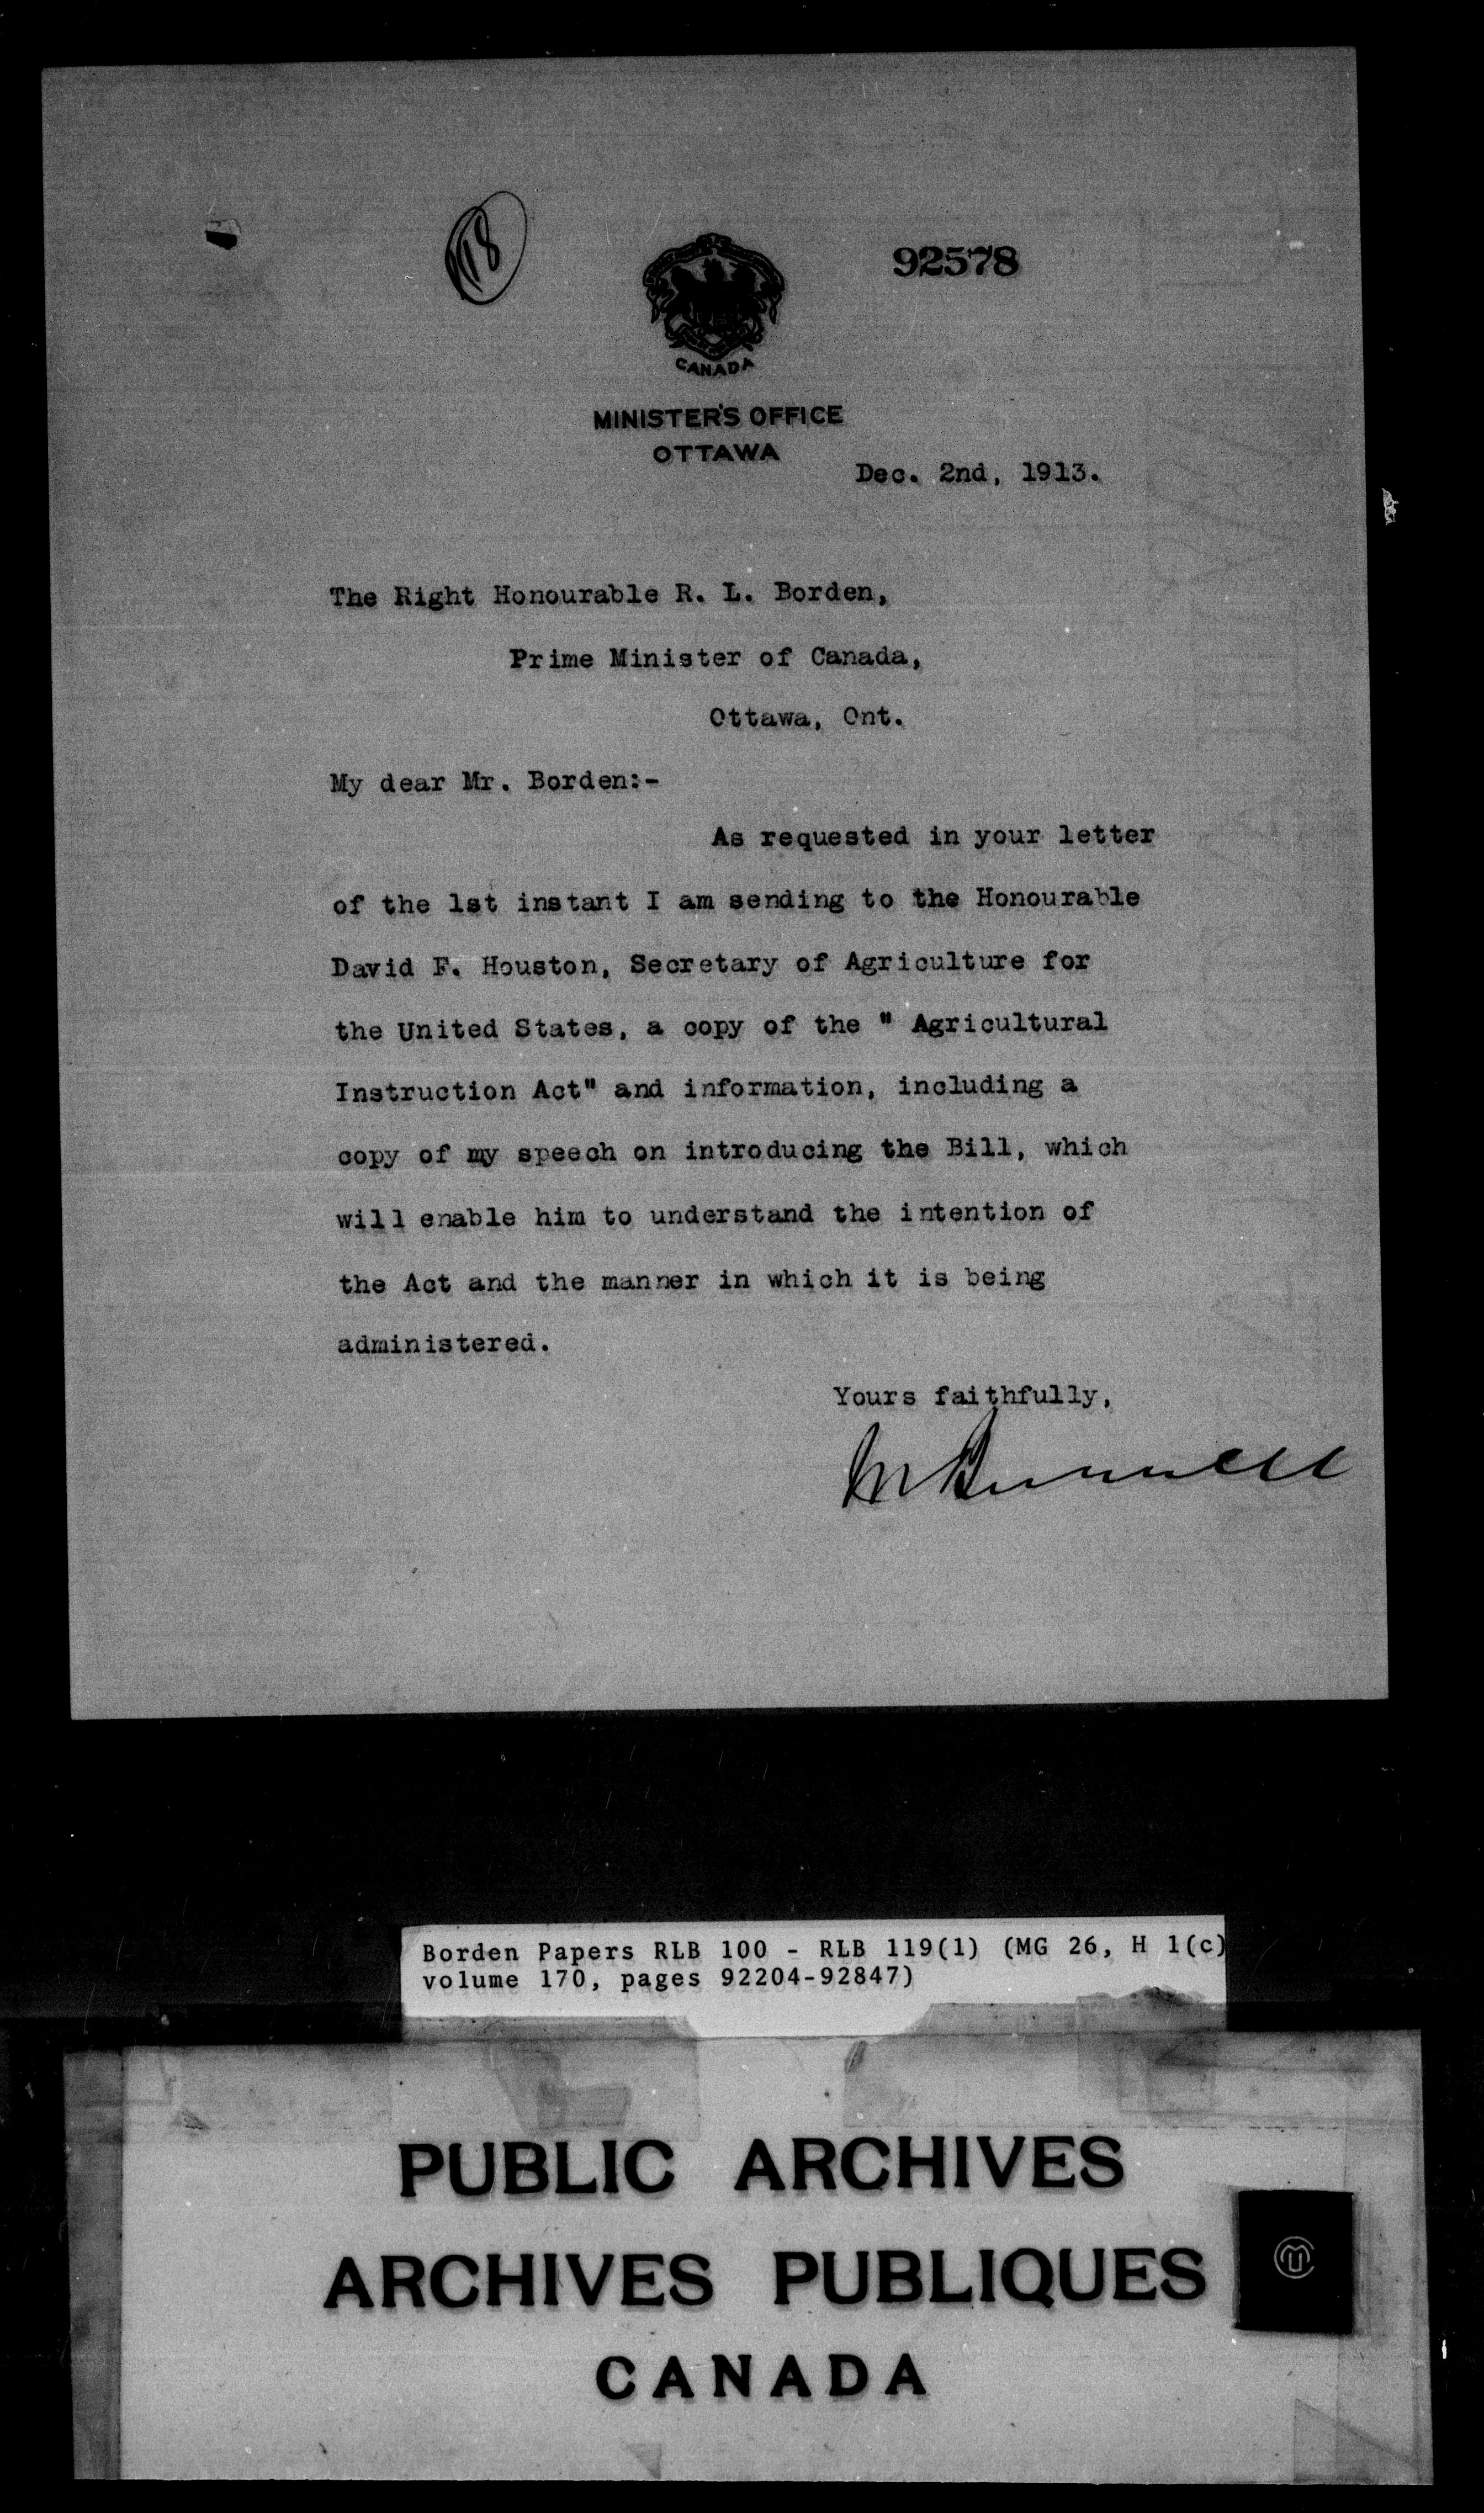 118
92578
CANADA
MINISTER'S OFFICE
OTTAWA
Dec. 2nd, 1913.
The Right Honourable R. L. Borden,
Prime Minister of Canada,
Ottawa, Ont.
My dear Mr. Borden:-
As requested in your letter
of the 1st instant I am sending to the Honourable
David F. Houston, Secretary of Agriculture for
the United States, a copy of the " Agricultural
Instruction Act" and information, including a
copy of my speech on introducing the Bill, which
will enable him to understand the intention of
the Act and the manner in which it is being
administered.
Yours faithfully,
M Burrell
Borden Papers RLB 100 - RLB 119(1) (MG 26, H 1(c)
volume 170, pages 92204-92847)
PUBLIC ARCHIVES
ARCHIVES PUBLIQUES
CANADA